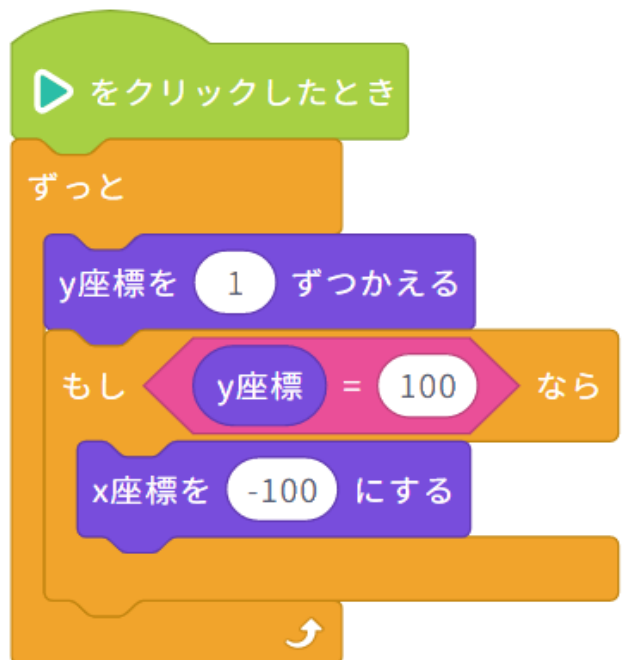 をクリックしたとき
ずっと
y座標を 1 ずつかえる
もし y座標 = 100 なら
x座標を -100 にする